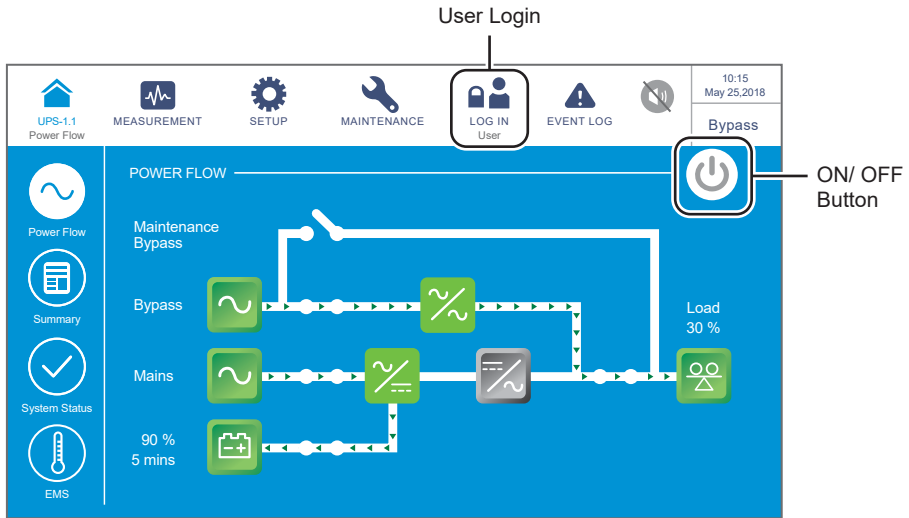 User Login
10:15
May 25,2018
UPS-1.1
Power Flow
MEASUREMENT
SETUP
MAINTENANCE
LOG IN
User
EVENT LOG
Bypass
POWER FLOW
ON/ OFF
Button
Power Flow
Maintenance
Bypass
Summary
Bypass
Load
30 %
Mains
System Status
90 %
5 mins
EMS